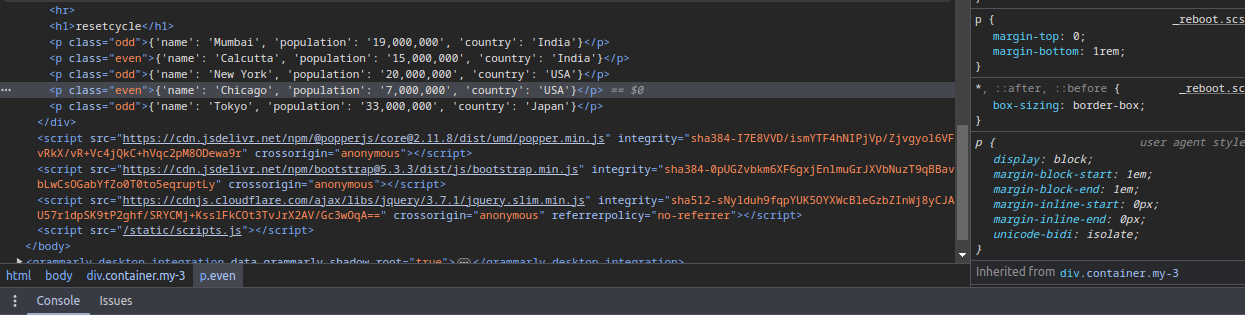 <hr>
<h1>resetcycle</h1>
<p class="odd">{'name': 'Mumbai', 'population': '19,000,000', 'country': 'India'}</p>
<p class="even">{'name': 'Calcutta', 'population': '15,000,000', 'country': 'India'}</p>
<p class="odd">{'name': 'New York', 'population': '20,000,000', 'country': 'USA'}</p>
··· <p class="even">{'name': 'Chicago', 'population': '7,000,000', 'country': 'USA'}</p> == $0
<p class="odd">{'name': 'Tokyo', 'population': '33,000,000', 'country': 'Japan'}</p>
</div>
<script src="https://cdn.jsdelivr.net/npm/@popperjs/core@2.11.8/dist/umd/popper.min.js" integrity="sha384-I7E8VVD/ismYTF4hNIPjVp/Zjvgyol6VF
vRkX/vR+Vc4jQkC+hVqc2pM8ODewa9r" crossorigin="anonymous"></script>
<script src="https://cdn.jsdelivr.net/npm/bootstrap@5.3.3/dist/js/bootstrap.min.js" integrity="sha384-0pUGZvbkm6XF6gxjEnlmuGrJXVbNuzT9qBBav
bLwCsOGabYfZo0T0to5eqruptLy" crossorigin="anonymous"></script>
<script src="https://cdnjs.cloudflare.com/ajax/libs/jquery/3.7.1/jquery.slim.min.js" integrity="sha512-sNylduh9fqpYUK5OYXWcBleGzbZInWj8yCJA
U57r1dpSK9tP2ghf/SRYCMj+KsslFkCOt3TvJrX2AV/Gc3wOqA==" crossorigin="anonymous" referrerpolicy="no-referrer"></script>
<script src="/static/scripts.js"></script>
</body>
<grammarly-desktop-integration data-grammarly-shadow-root="true">…</grammarly-desktop-integration>
html body div.container.my-3 p.even
Console Issues
p { _reboot.scs
margin-top: 0;
margin-bottom: 1rem;
}
*, ::after, ::before { _reboot.sc
box-sizing: border-box;
}
p { user agent style
display: block;
margin-block-start: 1em;
margin-block-end: 1em;
margin-inline-start: 0px;
margin-inline-end: 0px;
unicode-bidi: isolate;
}
Inherited from div.container.my-3